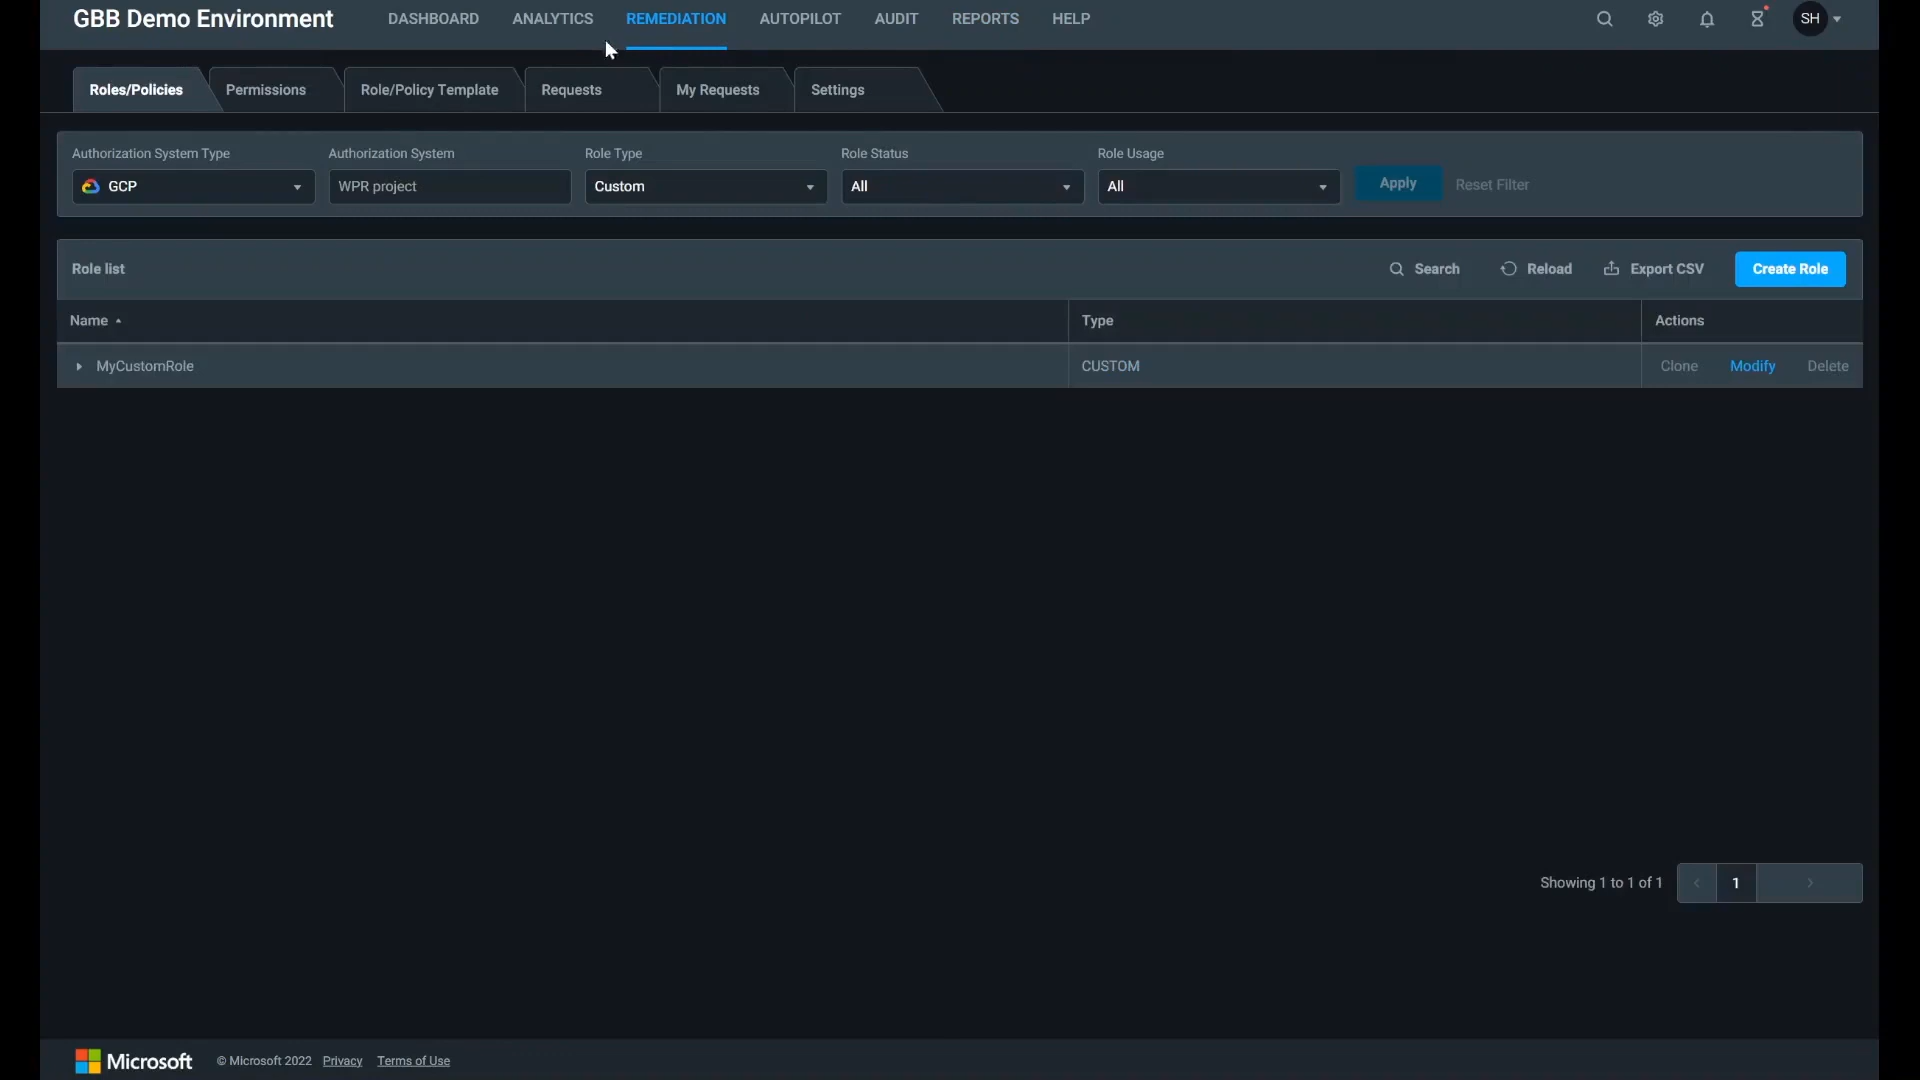 GBB Demo Environment DASHBOARD ANALYTICS REMEDIATION AUTOPILOT AUDIT REPORTS HELP SH
Roles/Policies Permissions Role/Policy Template Requests My Requests Settings
Authorization System Type Authorization System Role Type Role Status Role Usage
GCP WPR project Custom All All Apply Reset Filter
Role list Search Reload Export CSV Create Role
Name Type Actions
MyCustomRole CUSTOM Clone Modify Delete
Showing 1 to 1 of 1 < 1 >
Microsoft © Microsoft 2022 Privacy Terms of Use